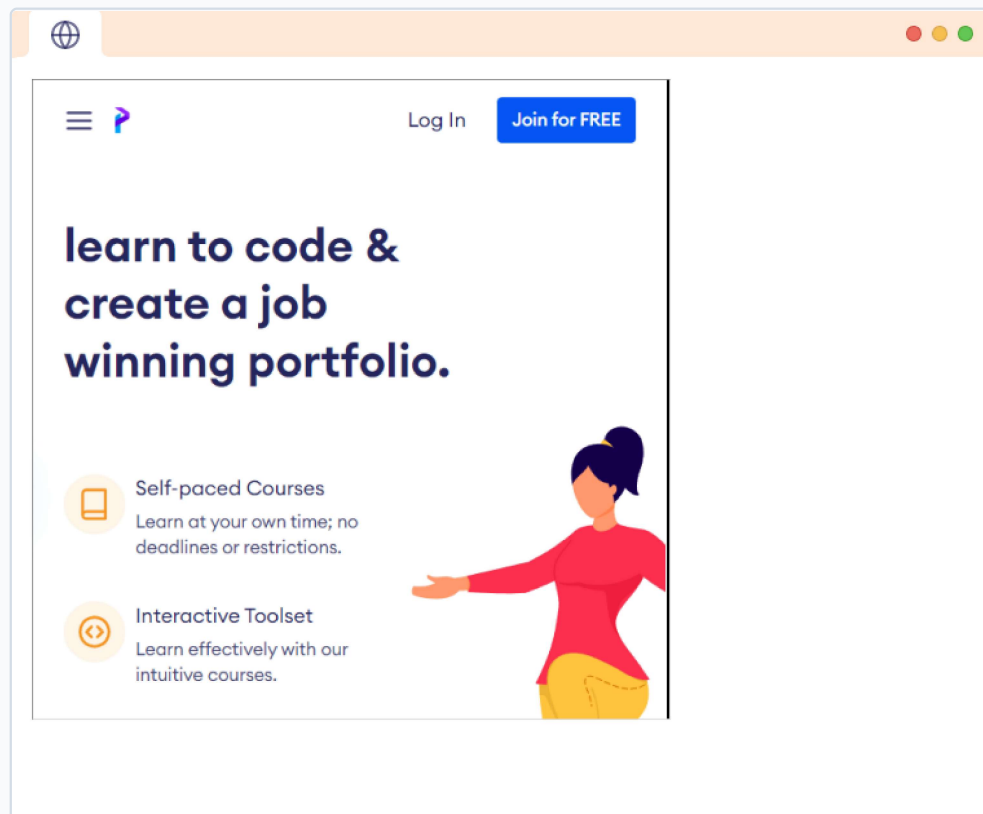 Log In
Join for FREE
learn to code &
create a job
winning portfolio.
Self-paced Courses
Learn at your own time; no
deadlines or restrictions.
Interactive Toolset
Learn effectively with our
intuitive courses.